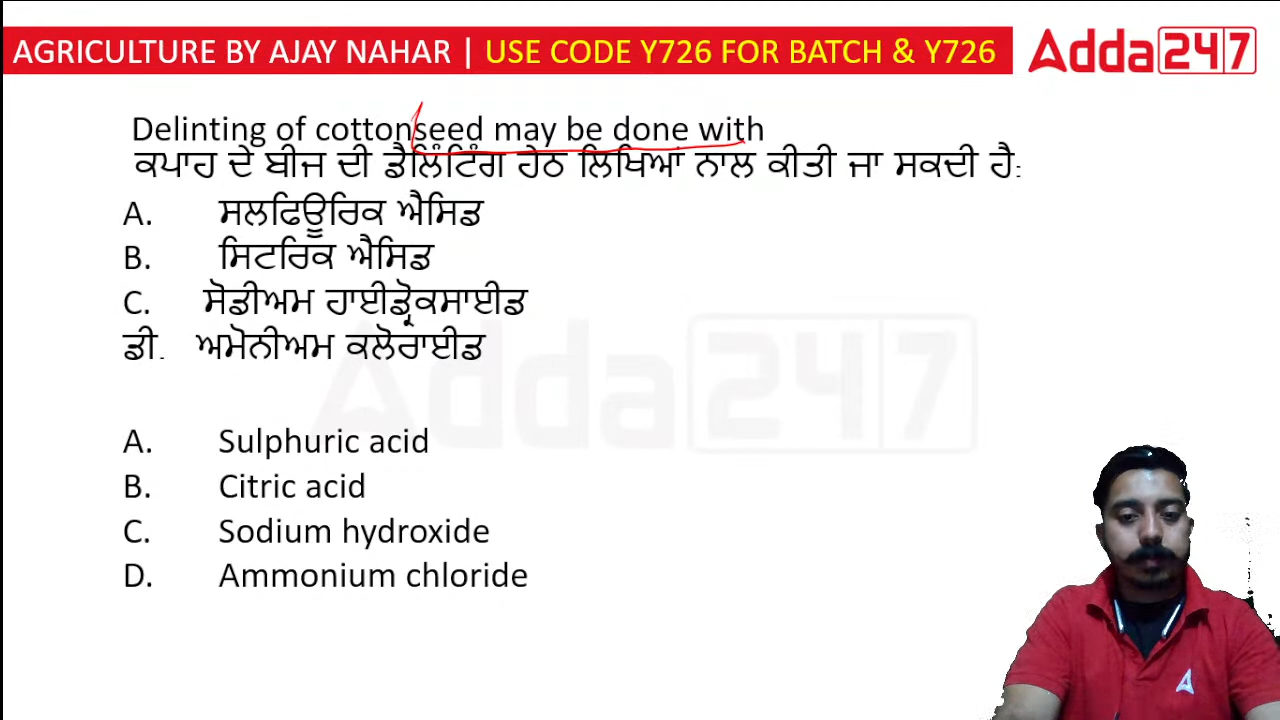 AGRICULTURE BY AJAY NAHAR | USE CODE Y726 FOR BATCH & Y726
Adda247
Delinting of cottonseed may be done with
ਕਪਾਹ ਦੇ ਬੀਜ ਦੀ ਡੈਲਿੰਟਿੰਗ ਹੇਠ ਲਿਖਿਆਂ ਨਾਲ ਕੀਤੀ ਜਾ ਸਕਦੀ ਹੈ:
A. ਸਲਫਿਊਰਿਕ ਐਸਿਡ
B. ਸਿਟਰਿਕ ਐਸਿਡ
C. ਸੋਡੀਅਮ ਹਾਈਡ੍ਰੋਕਸਾਈਡ
ਡੀ. ਅਮੋਨੀਅਮ ਕਲੋਰਾਈਡ
Adda247
A. Sulphuric acid
B. Citric acid
C. Sodium hydroxide
D. Ammonium chloride